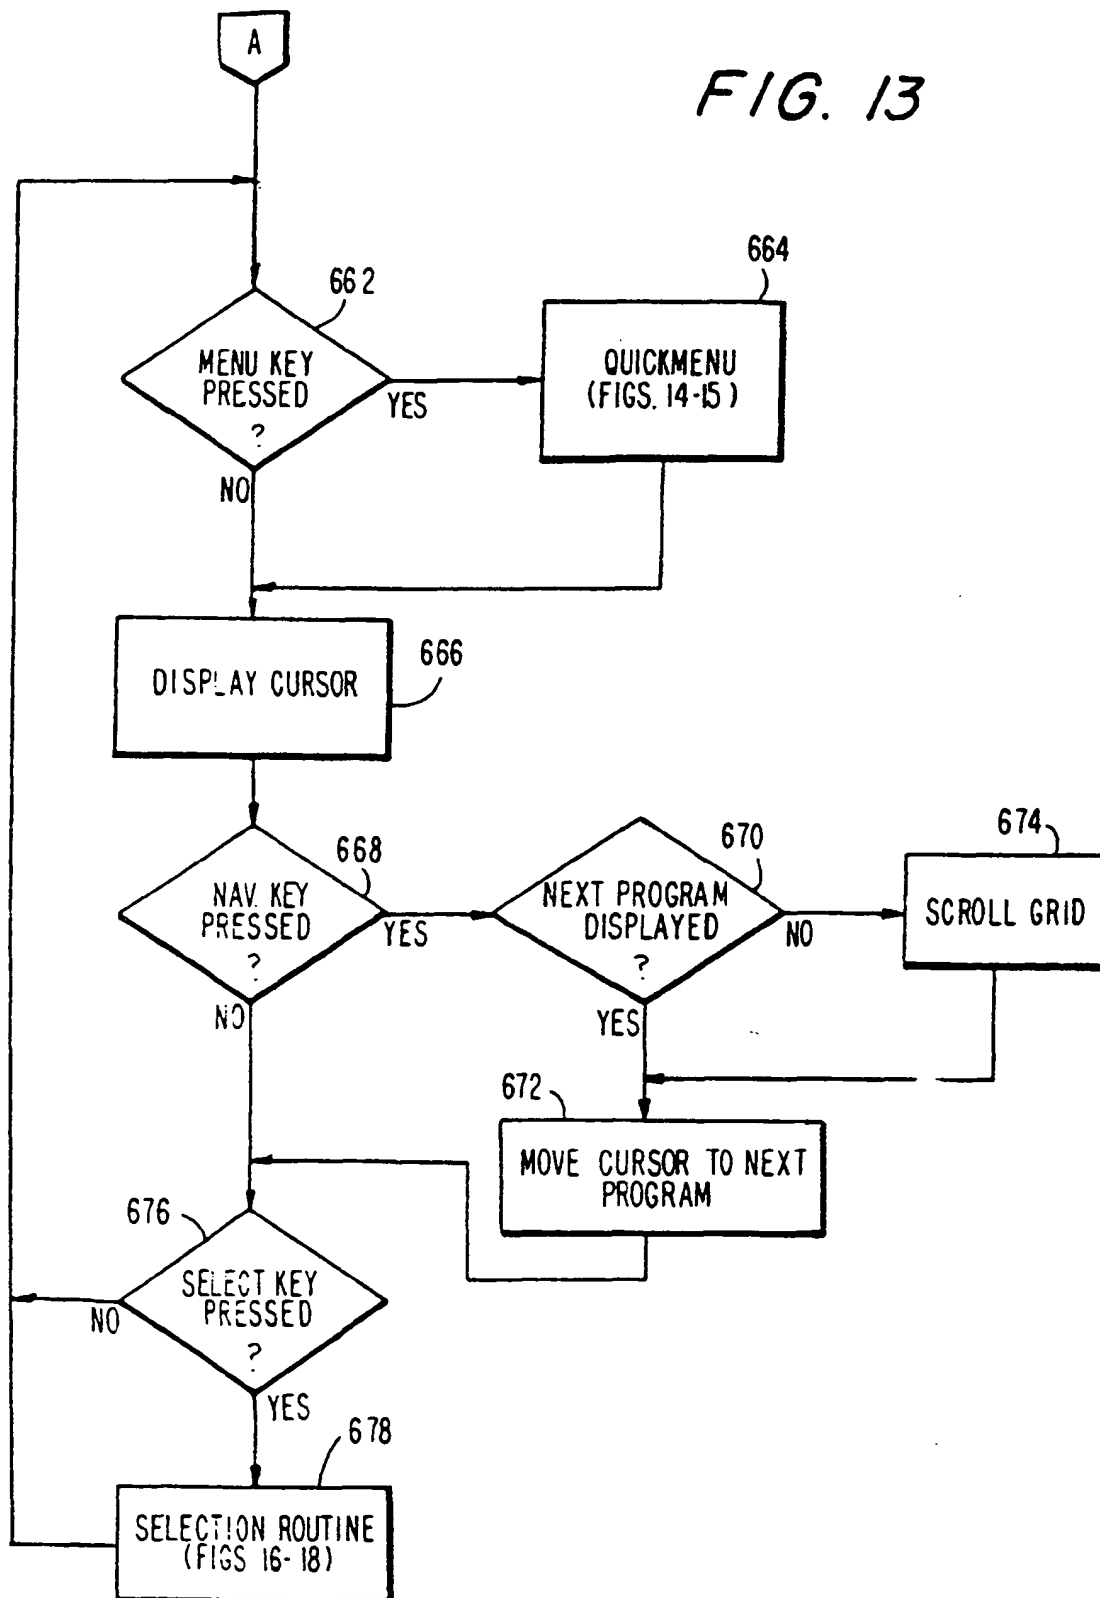 A
FIG. 13
662
MENU KEY
PRESSED
?
YES
NO
664
QUICKMENU
(FIGS. 14-15)
DISPLAY CURSOR
666
668
NAV. KEY
PRESSED
?
YES
NO
670
NEXT PROGRAM
DISPLAYED
?
NO
YES
674
SCROLL GRID
672
MOVE CURSOR TO NEXT
PROGRAM
676
SELECT KEY
PRESSED
?
NO
YES
678
SELECTION ROUTINE
(FIGS 16-18)